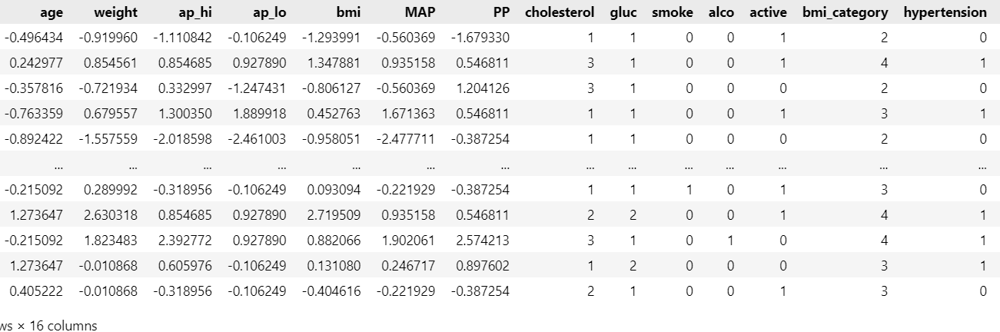 age weight ap_hi ap_lo bmi MAP PP cholesterol gluc smoke alco active bmi_category hypertension
-0.496434 -0.919960 -1.110842 -0.106249 -1.293991 -0.560369 -1.679330 1 1 0 0 1 2 0
0.242977 0.854561 0.854685 0.927890 1.347881 0.935158 0.546811 3 1 0 0 1 4 1
-0.357816 -0.721934 0.332997 -1.247431 -0.806127 -0.560369 1.204126 3 1 0 0 0 2 0
-0.763359 0.679557 1.300350 1.889918 0.452763 1.671363 0.546811 1 1 0 0 1 3 1
-0.892422 -1.557559 -2.018598 -2.461003 -0.958051 -2.477711 -0.387254 1 1 0 0 0 2 0
... ... ... ... ... ... ... ... ... ... ... ... ... ...
-0.215092 0.289992 -0.318956 -0.106249 0.093094 -0.221929 -0.387254 1 1 1 0 1 3 0
1.273647 2.630318 0.854685 0.927890 2.719509 0.935158 0.546811 2 2 0 0 1 4 1
-0.215092 1.823483 2.392772 0.927890 0.882066 1.902061 2.574213 3 1 0 1 0 4 1
1.273647 -0.010868 0.605976 -0.106249 0.131080 0.246717 0.897602 1 2 0 0 0 3 1
0.405222 -0.010868 -0.318956 -0.106249 -0.404616 -0.221929 -0.387254 2 1 0 0 1 3 0
ws × 16 columns